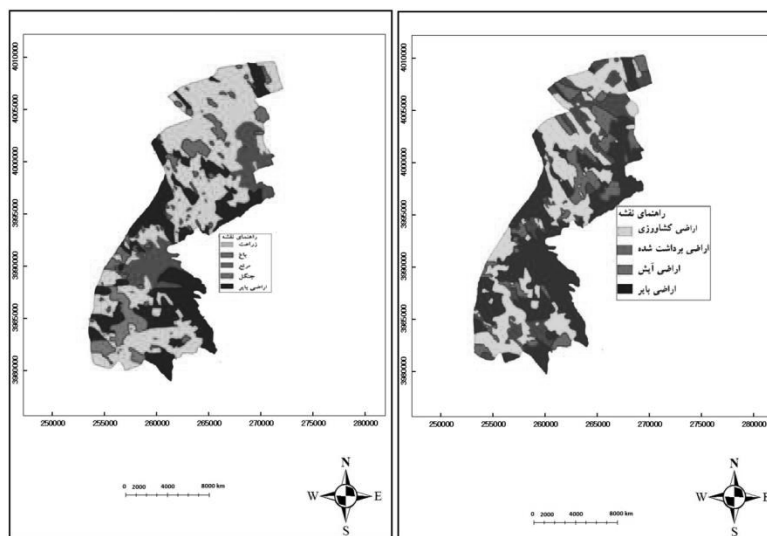 4010000
4005000
4000000
3995000
3990000
3985000
3980000
250000 255000 260000 265000 270000 275000 280000
راهنمای نقشه
زراعت
باغ
مرتع
جنگل
اراضی بایر
0 2000 4000 8000 km
N
W E
S
4010000
4005000
4000000
3995000
3990000
3985000
3980000
250000 255000 260000 265000 270000 275000 280000
راهنمای نقشه
اراضی کشاورزی
اراضی برداشت شده
اراضی آیش
اراضی بایر
0 2000 4000 8000 km
N
W E
S